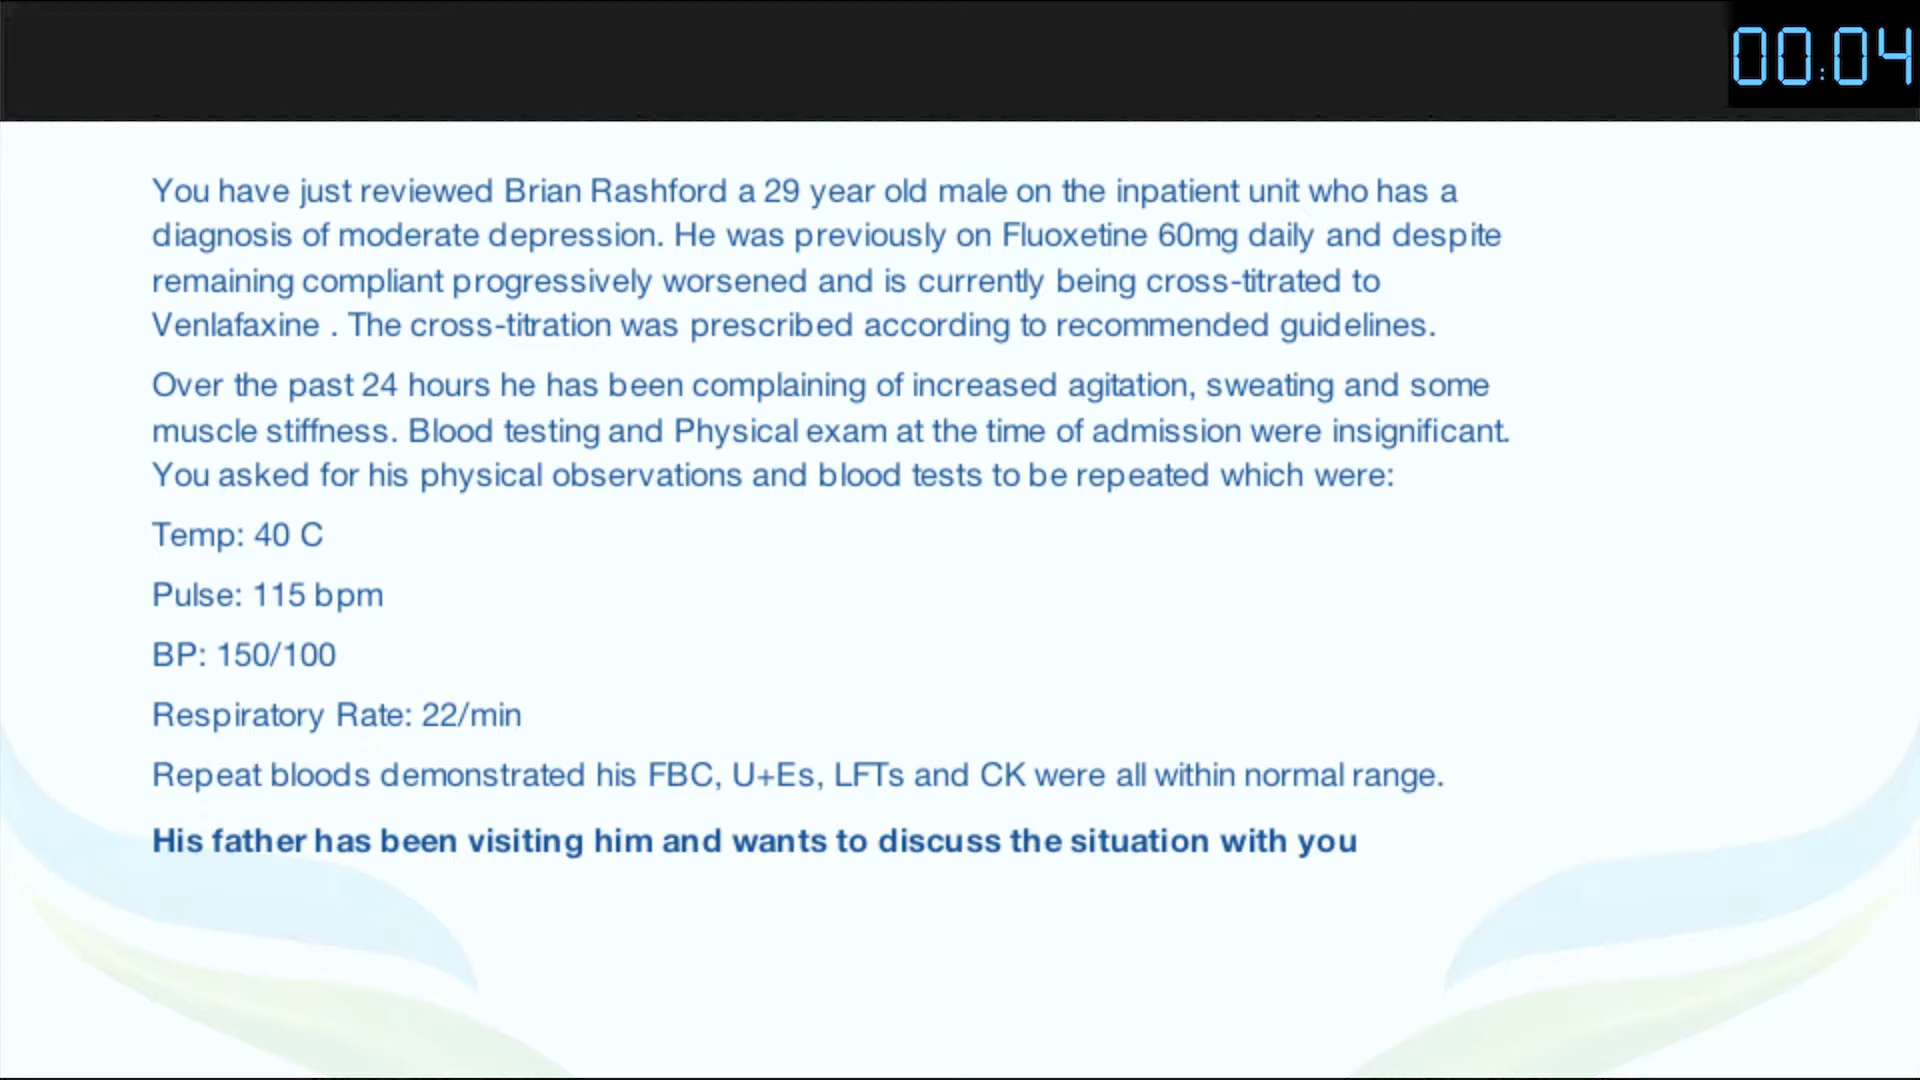 00:04
You have just reviewed Brian Rashford a 29 year old male on the inpatient unit who has a
diagnosis of moderate depression. He was previously on Fluoxetine 60mg daily and despite
remaining compliant progressively worsened and is currently being cross-titrated to
Venlafaxine . The cross-titration was prescribed according to recommended guidelines.
Over the past 24 hours he has been complaining of increased agitation, sweating and some
muscle stiffness. Blood testing and Physical exam at the time of admission were insignificant.
You asked for his physical observations and blood tests to be repeated which were:
Temp: 40 C
Pulse: 115 bpm
BP: 150/100
Respiratory Rate: 22/min
Repeat bloods demonstrated his FBC, U+Es, LFTs and CK were all within normal range.
His father has been visiting him and wants to discuss the situation with you